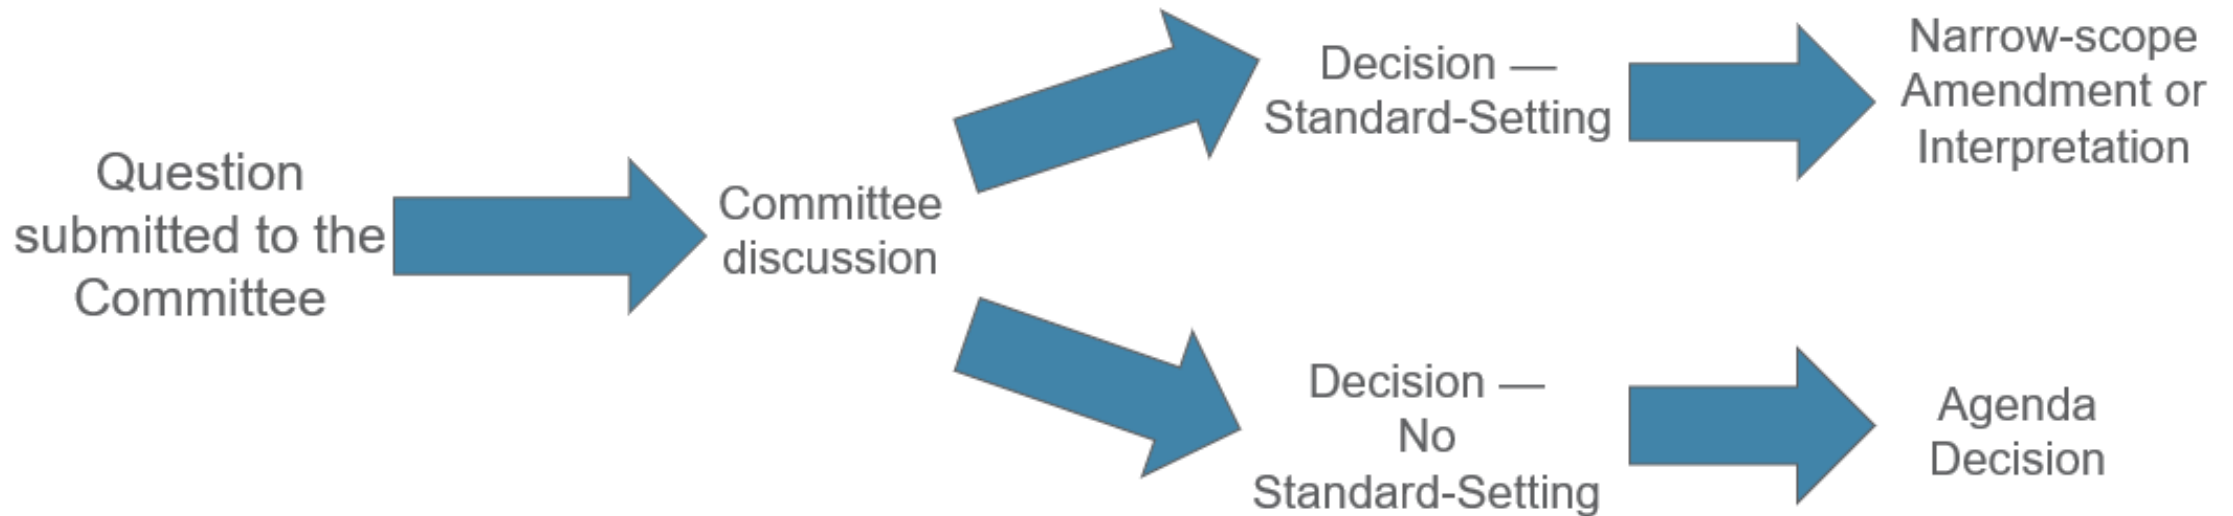 Question
submitted to the
Committee
Committee
discussion
Decision —
Standard-Setting
Narrow-scope
Amendment or
Interpretation
Decision —
No
Standard-Setting
Agenda
Decision